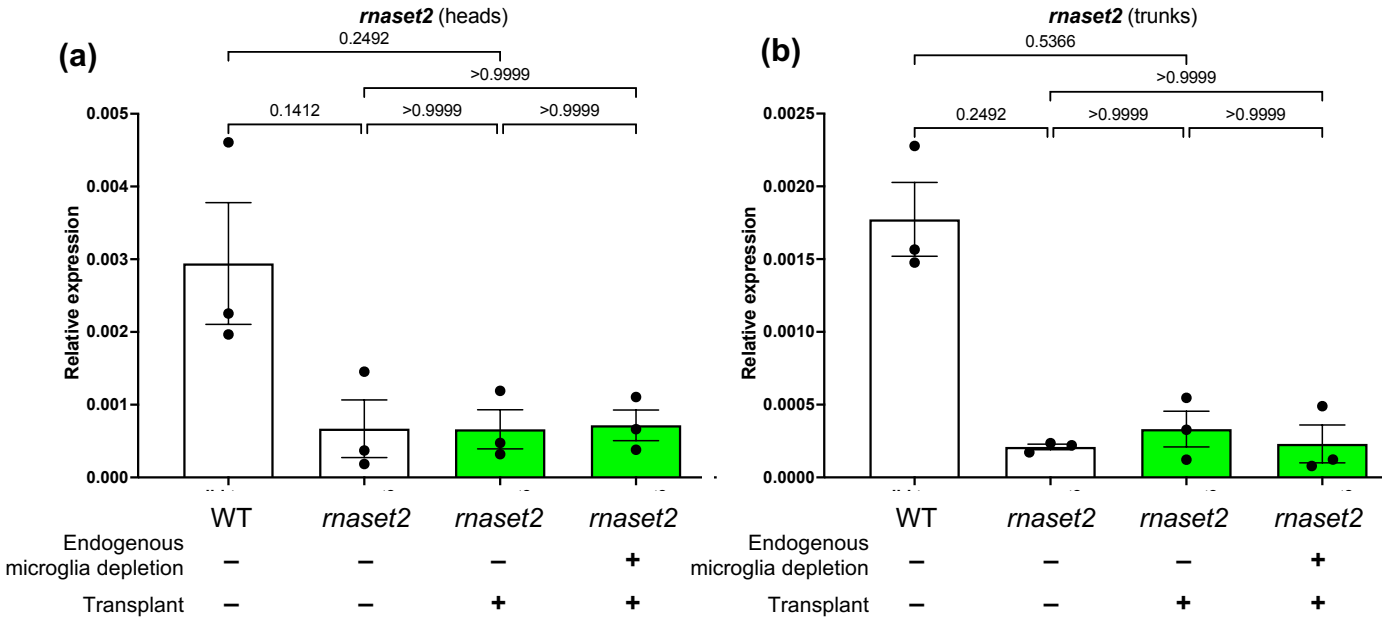 rnaset2 (heads)
(a)
0.2492
>0.9999
0.1412
>0.9999
>0.9999
0.005
0.004
0.003
0.002
0.001
0.000
Relative expression
WT
rnaset2
rnaset2
rnaset2
Endogenous
microglia depletion
– – – +
Transplant
– – + +
rnaset2 (trunks)
(b)
0.5366
>0.9999
0.2492
>0.9999
>0.9999
0.0025
0.0020
0.0015
0.0010
0.0005
0.0000
Relative expression
WT
rnaset2
rnaset2
rnaset2
Endogenous
microglia depletion
– – – +
Transplant
– – + +